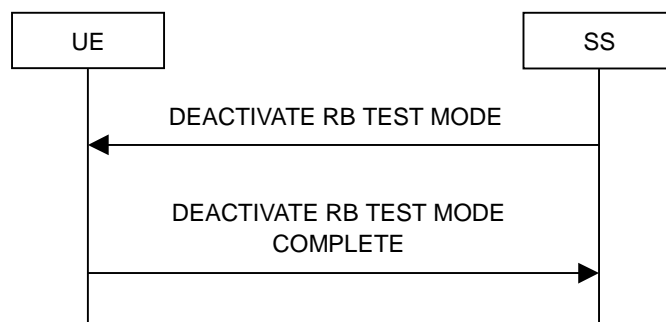 UE
SS
DEACTIVATE RB TEST MODE
DEACTIVATE RB TEST MODE
COMPLETE